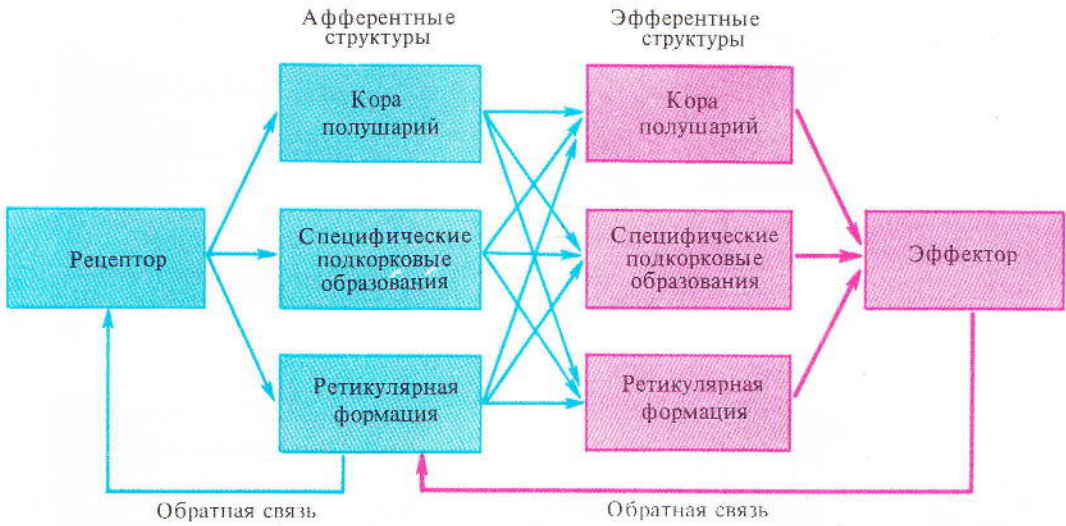 Афферентные
структуры
Эфферентные
структуры
Кора
полушарий
Кора
полушарий
Рецептор
Специфические
подкорковые
образования
Специфические
подкорковые
образования
Эффектор
Ретикулярная
формация
Ретикулярная
формация
Обратная связь
Обратная связь